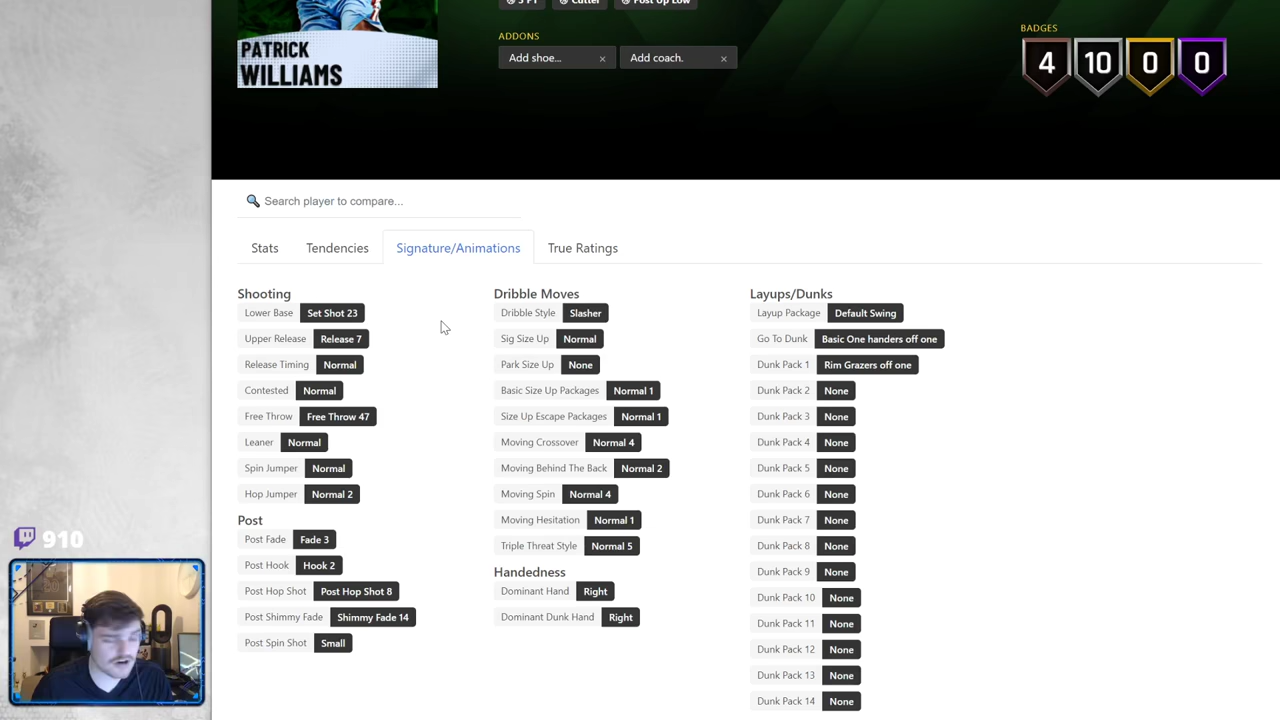 3 PT
Cutter
Post Up Low
PATRICK
WILLIAMS
ADDONS
Add shoe... ×
Add coach. ×
BADGES
4 10 0 0
Search player to compare...
Stats Tendencies Signature/Animations True Ratings
Shooting
Lower Base Set Shot 23
Upper Release Release 7
Release Timing Normal
Contested Normal
Free Throw Free Throw 47
Leaner Normal
Spin Jumper Normal
Hop Jumper Normal 2
Post
Post Fade Fade 3
Post Hook Hook 2
Post Hop Shot Post Hop Shot 8
Post Shimmy Fade Shimmy Fade 14
Post Spin Shot Small
Dribble Moves
Dribble Style Slasher
Sig Size Up Normal
Park Size Up None
Basic Size Up Packages Normal 1
Size Up Escape Packages Normal 1
Moving Crossover Normal 4
Moving Behind The Back Normal 2
Moving Spin Normal 4
Moving Hesitation Normal 1
Triple Threat Style Normal 5
Handedness
Dominant Hand Right
Dominant Dunk Hand Right
Layups/Dunks
Layup Package Default Swing
Go To Dunk Basic One handers off one
Dunk Pack 1 Rim Grazers off one
Dunk Pack 2 None
Dunk Pack 3 None
Dunk Pack 4 None
Dunk Pack 5 None
Dunk Pack 6 None
Dunk Pack 7 None
Dunk Pack 8 None
Dunk Pack 9 None
Dunk Pack 10 None
Dunk Pack 11 None
Dunk Pack 12 None
Dunk Pack 13 None
Dunk Pack 14 None
910